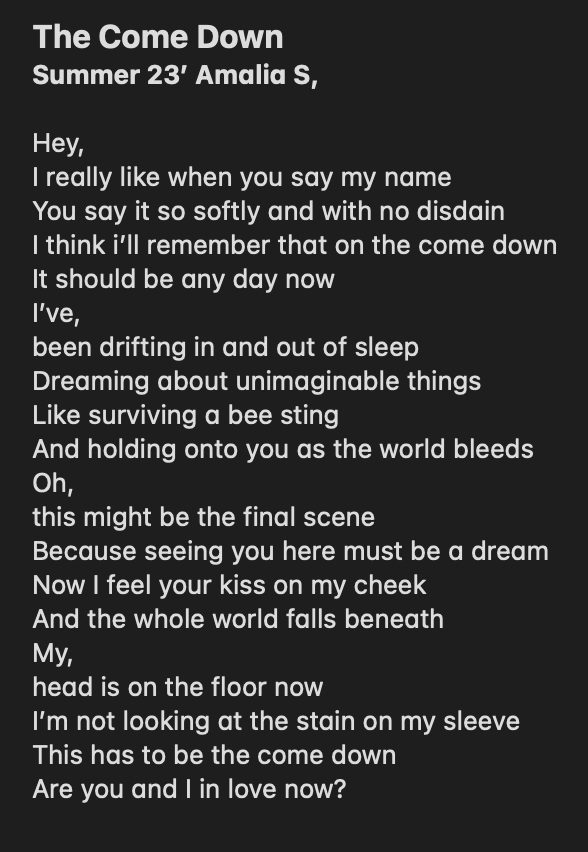 The Come Down
Summer 23’ Amalia S,
Hey,
I really like when you say my name
You say it so softly and with no disdain
I think i’ll remember that on the come down
It should be any day now
I’ve,
been drifting in and out of sleep
Dreaming about unimaginable things
Like surviving a bee sting
And holding onto you as the world bleeds
Oh,
this might be the final scene
Because seeing you here must be a dream
Now I feel your kiss on my cheek
And the whole world falls beneath
My,
head is on the floor now
I’m not looking at the stain on my sleeve
This has to be the come down
Are you and I in love now?